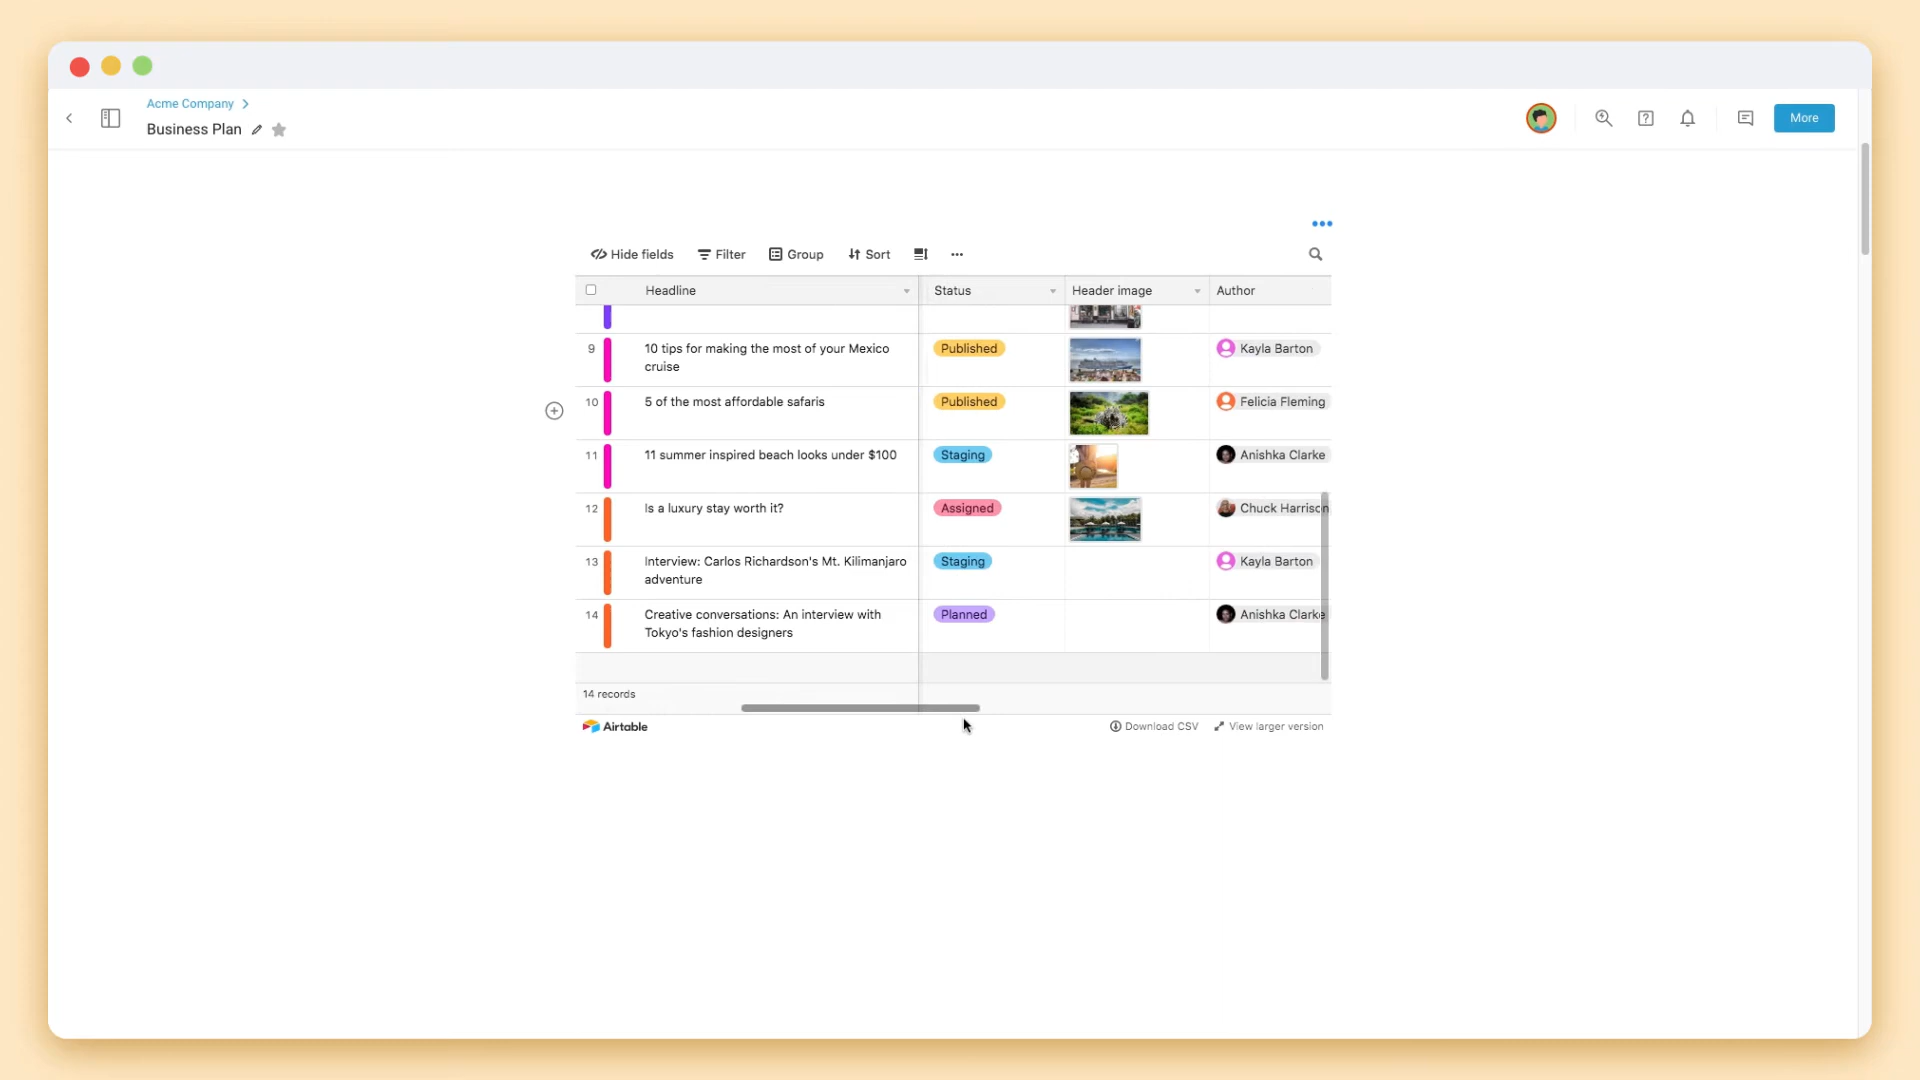 Acme Company
Business Plan
More
Hide fields Filter Group Sort
Headline Status Header image Author
9 10 tips for making the most of your Mexico cruise Published Kayla Barton
10 5 of the most affordable safaris Published Felicia Fleming
11 11 summer inspired beach looks under $100 Staging Anishka Clarke
12 Is a luxury stay worth it? Assigned Chuck Harrison
13 Interview: Carlos Richardson's Mt. Kilimanjaro adventure Staging Kayla Barton
14 Creative conversations: An interview with Tokyo's fashion designers Planned Anishka Clarke
14 records
Airtable Download CSV View larger version